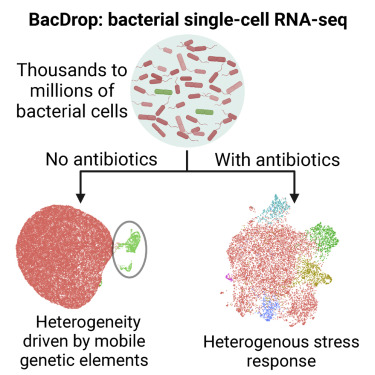 BacDrop: bacterial single-cell RNA-seq
Thousands to
millions of
bacterial cells
No antibiotics
With antibiotics
Heterogeneity
driven by mobile
genetic elements
Heterogenous stress
response